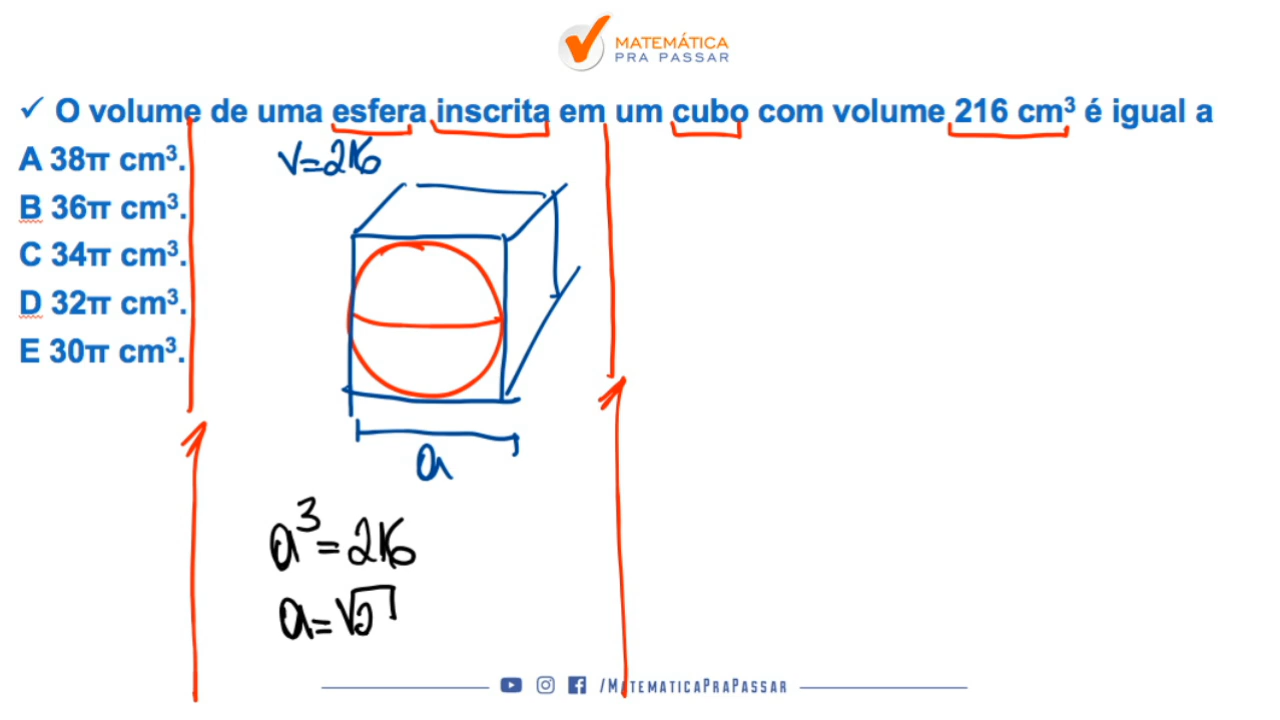 MATEMÁTICA
PRA PASSAR
✓ O volume de uma esfera inscrita em um cubo com volume 216 cm³ é igual a
A 38π cm³.
B 36π cm³.
C 34π cm³.
D 32π cm³.
E 30π cm³.
V=216
a
a³=216
a=√2
/MATEMATICAPRAPASSAR